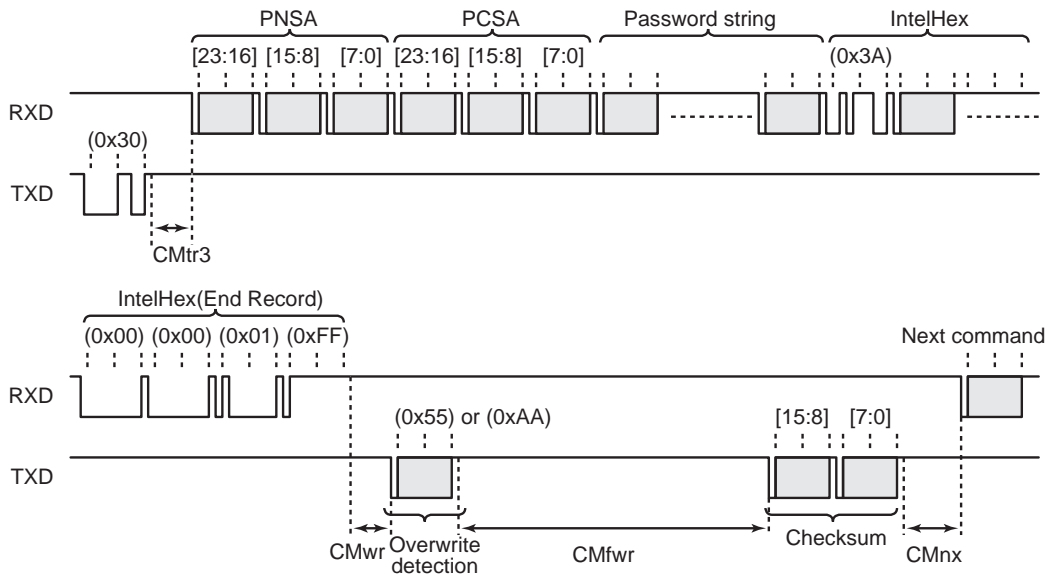 PNSA PCSA Password string IntelHex
[23:16] [15:8] [7:0] [23:16] [15:8] [7:0] (0x3A)
RXD
(0x30)
TXD
CMtr3
IntelHex(End Record)
(0x00) (0x00) (0x01) (0xFF) Next command
RXD
(0x55) or (0xAA) [15:8] [7:0]
TXD
CMwr Overwrite detection CMfwr Checksum CMnx